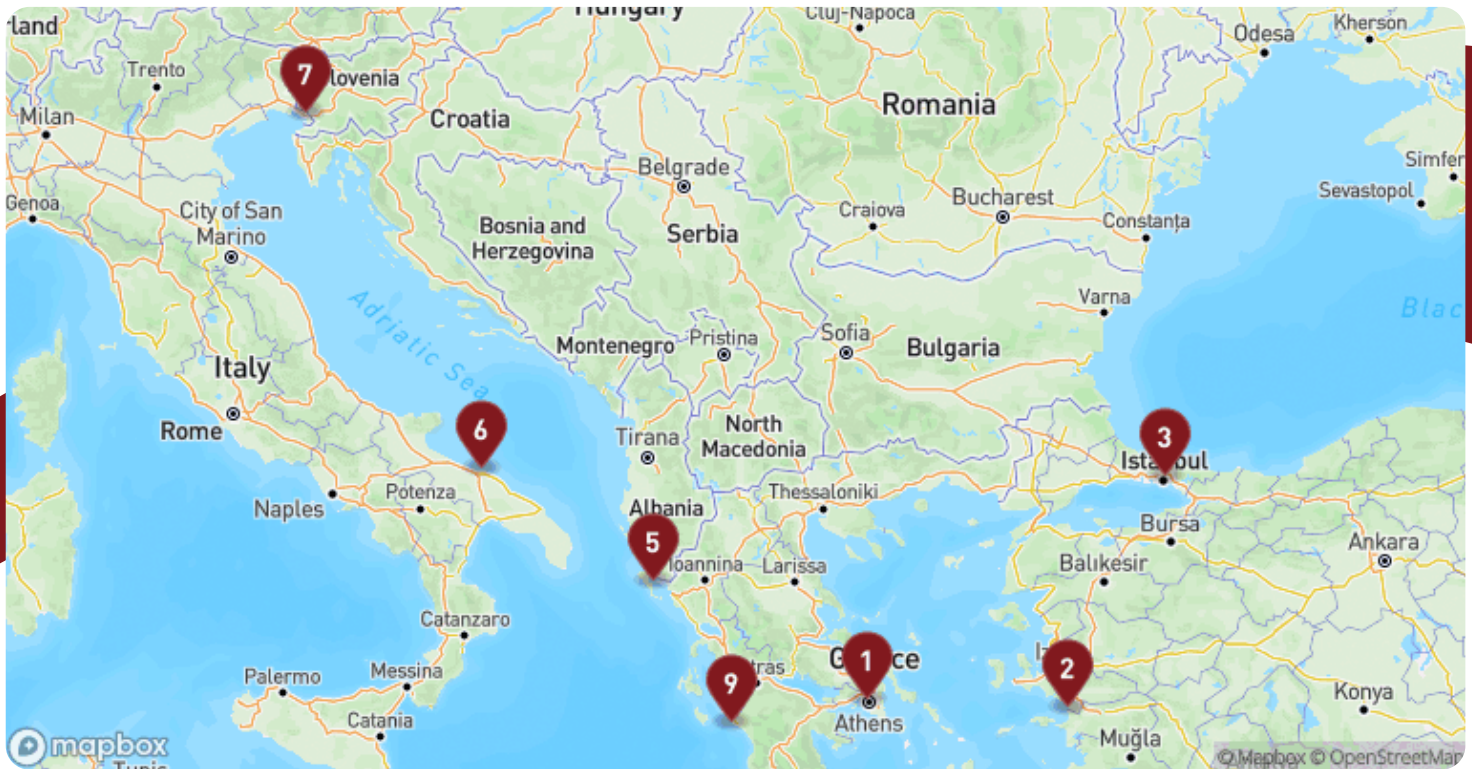 Hungary
Cluj-Napoca
Kherson
rland
Odesa
Trento
7
lovenia
Romania
Milan
Croatia
Belgrade
Simfer
Sevastopol
Genoa
City of San
Marino
Craiova
Bucharest
Constanța
Bosnia and
Herzegovina
Serbia
Adriatic Sea
Varna
Blac
Montenegro
Pristina
Sofia
Bulgaria
Italy
Rome
6
Tirana
North
Macedonia
3
Istanbul
Naples
Potenza
Albania
Thessaloniki
Bursa
5
Ioannina
Larissa
Balıkesir
Ankara
Catanzaro
Palermo
Messina
9
tras
1
G ce
Iz
2
Catania
Athens
Konya
Muğla
mapbox
© Mapbox © OpenStreetMap